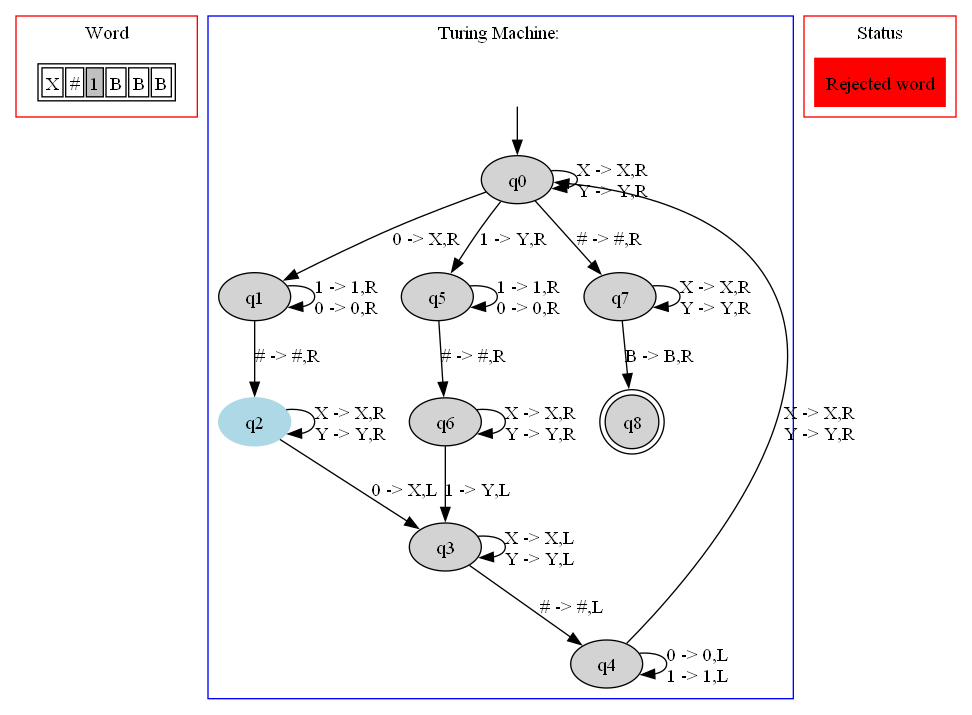 Word
X # 1 B B B
Turing Machine:
Status
Rejected word
q0
X -> X,R
Y -> Y,R
0 -> X,R
1 -> Y,R
# -> #,R
q1
1 -> 1,R
0 -> 0,R
q5
1 -> 1,R
0 -> 0,R
q7
X -> X,R
Y -> Y,R
# -> #,R
# -> #,R
B -> B,R
q2
X -> X,R
Y -> Y,R
q6
X -> X,R
Y -> Y,R
q8
X -> X,R
Y -> Y,R
0 -> X,L
1 -> Y,L
q3
X -> X,L
Y -> Y,L
# -> #,L
q4
0 -> 0,L
1 -> 1,L